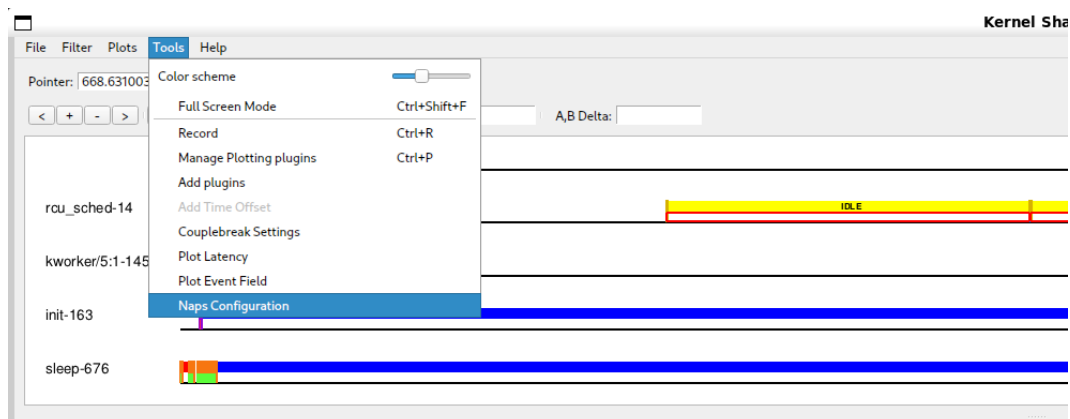 Kernel Sha
File Filter Plots Tools Help
Pointer: 668.631003
Color scheme
< + - >
A,B Delta:
Full Screen Mode Ctrl+Shift+F
Record Ctrl+R
Manage Plotting plugins Ctrl+P
Add plugins
Add Time Offset
Couplebreak Settings
Plot Latency
Plot Event Field
Naps Configuration
rcu_sched-14
IDLE
kworker/5:1-145
init-163
sleep-676